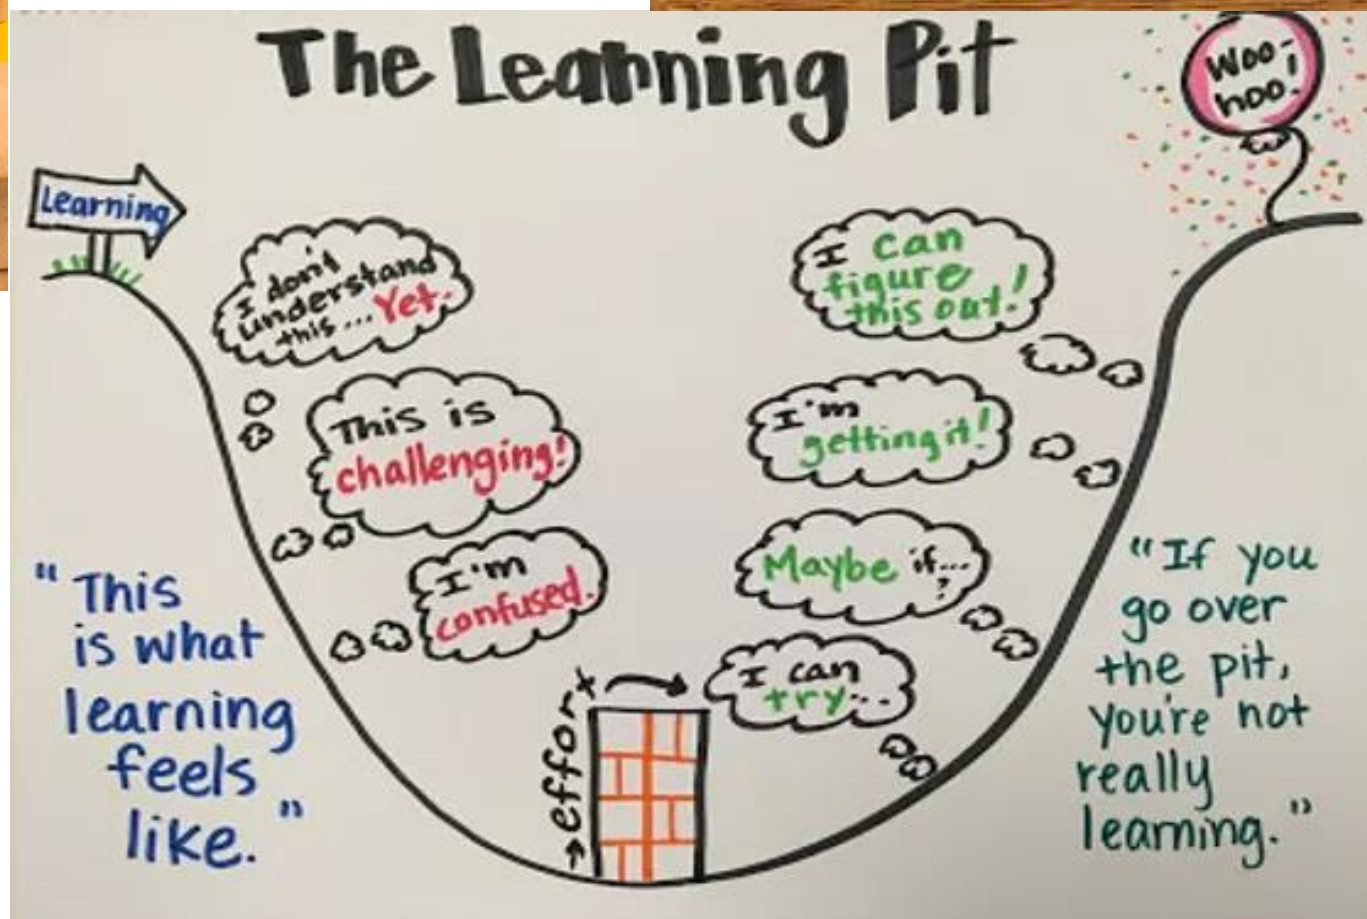 The Learning Pit
Woo-
hoo!
Learning
I don't
understand
this... Yet.
This is
challenging!
I'm
confused.
effort
I can
try...
Maybe if...
?
I'm
getting it!
I can
figure
this out!
"This
is what
learning
feels
like."
"If you
go over
the pit,
you're not
really
learning."